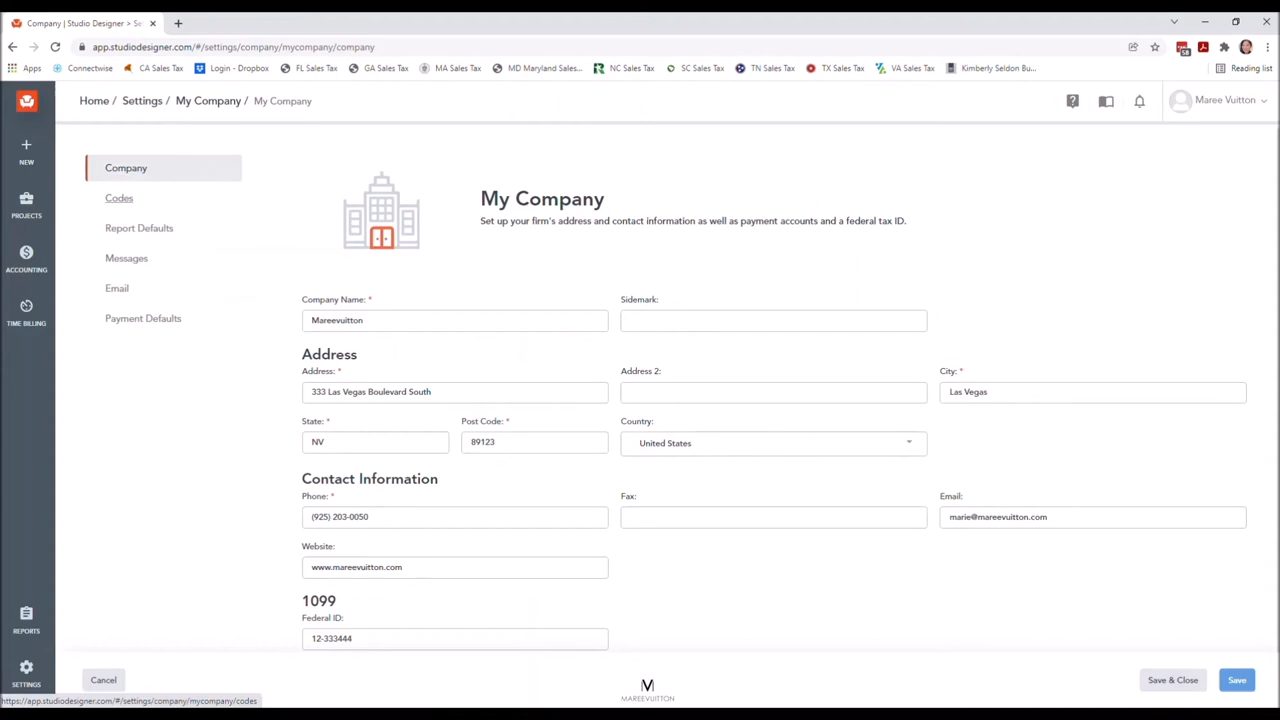 Company | Studio Designer > Se
app.studiodesigner.com/#/settings/company/mycompany/company
58
Apps Connectwise CA Sales Tax Login - Dropbox FL Sales Tax GA Sales Tax MA Sales Tax MD Maryland Sales... NC Sales Tax SC Sales Tax TN Sales Tax TX Sales Tax VA Sales Tax Kimberly Seldon Bu... Reading list
Home / Settings / My Company / My Company
Maree Vuitton
NEW
PROJECTS
ACCOUNTING
TIME BILLING
REPORTS
SETTINGS
Company
Codes
Report Defaults
Messages
Email
Payment Defaults
My Company
Set up your firm's address and contact information as well as payment accounts and a federal tax ID.
Company Name: * Sidemark:
Mareevuitton
Address
Address: * Address 2: City: *
333 Las Vegas Boulevard South Las Vegas
State: * Post Code: * Country:
NV 89123 United States
Contact Information
Phone: * Fax: Email:
(925) 203-0050 marie@mareevuitton.com
Website:
www.mareevuitton.com
1099
Federal ID:
12-333444
Cancel Save & Close Save
M
MAREEVUITTON
https://app.studiodesigner.com/#/settings/company/mycompany/codes